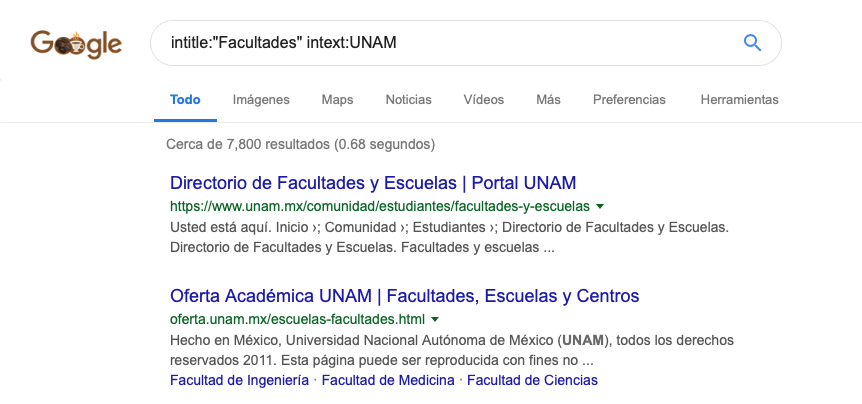 Google
intitle:"Facultades" intext:UNAM
Todo Imágenes Maps Noticias Vídeos Más Preferencias Herramientas
Cerca de 7,800 resultados (0.68 segundos)
Directorio de Facultades y Escuelas | Portal UNAM
https://www.unam.mx/comunidad/estudiantes/facultades-y-escuelas
Usted está aquí. Inicio ›; Comunidad ›; Estudiantes ›; Directorio de Facultades y Escuelas.
Directorio de Facultades y Escuelas. Facultades y escuelas ...
Oferta Académica UNAM | Facultades, Escuelas y Centros
oferta.unam.mx/escuelas-facultades.html
Hecho en México, Universidad Nacional Autónoma de México (UNAM), todos los derechos
reservados 2011. Esta página puede ser reproducida con fines no ...
Facultad de Ingeniería · Facultad de Medicina · Facultad de Ciencias